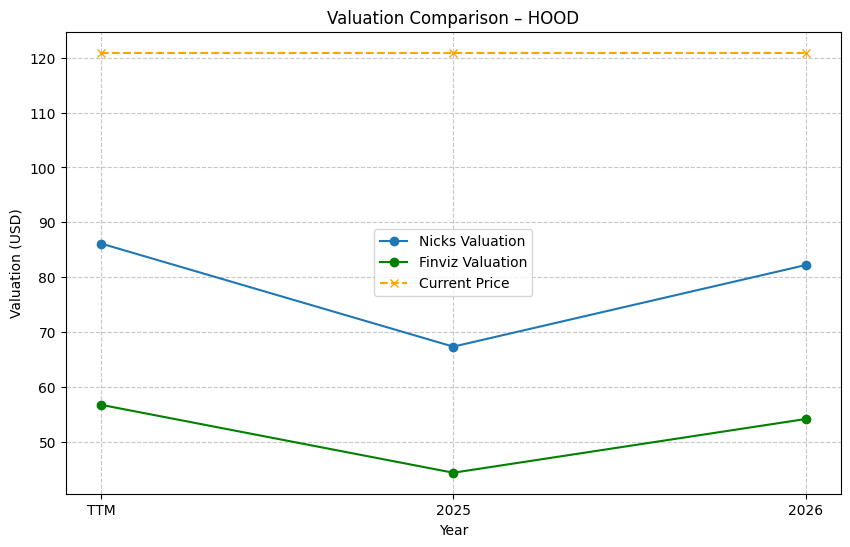 Valuation Comparison – HOOD
120
110
100
90
80
70
60
50
Valuation (USD)
Nicks Valuation
Finviz Valuation
Current Price
TTM 2025 2026
Year